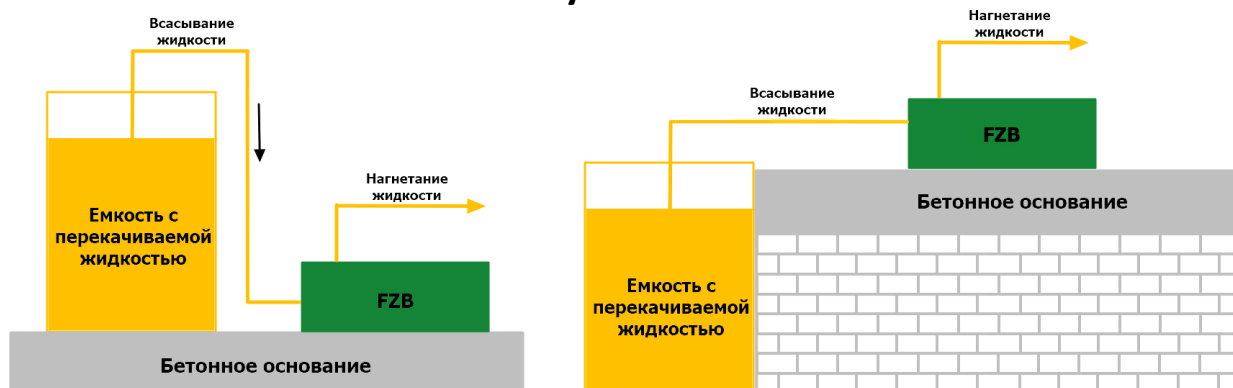 Всасывание
жидкости
Нагнетание
жидкости
Емкость с
перекачиваемой
жидкостью
FZB
Бетонное основание
Нагнетание
жидкости
Всасывание
жидкости
FZB
Бетонное основание
Емкость с
перекачиваемой
жидкостью